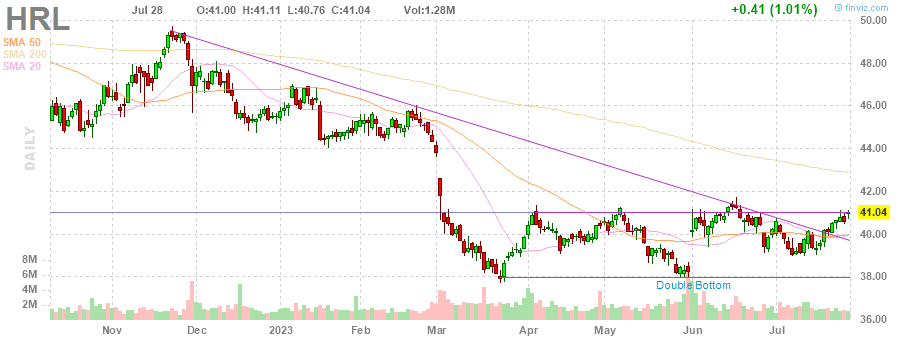 HRL Jul 28 O:41.00 H:41.11 L:40.76 C:41.04 Vol:1.28M +0.41 (1.01%) @ finviz.com
SMA 50
SMA 200
SMA 20
DAILY
50.00
48.00
46.00
44.00
42.00
41.04
40.00
38.00
36.00
8M
6M
4M
2M
Double Bottom
Nov Dec 2023 Feb Mar Apr May Jun Jul